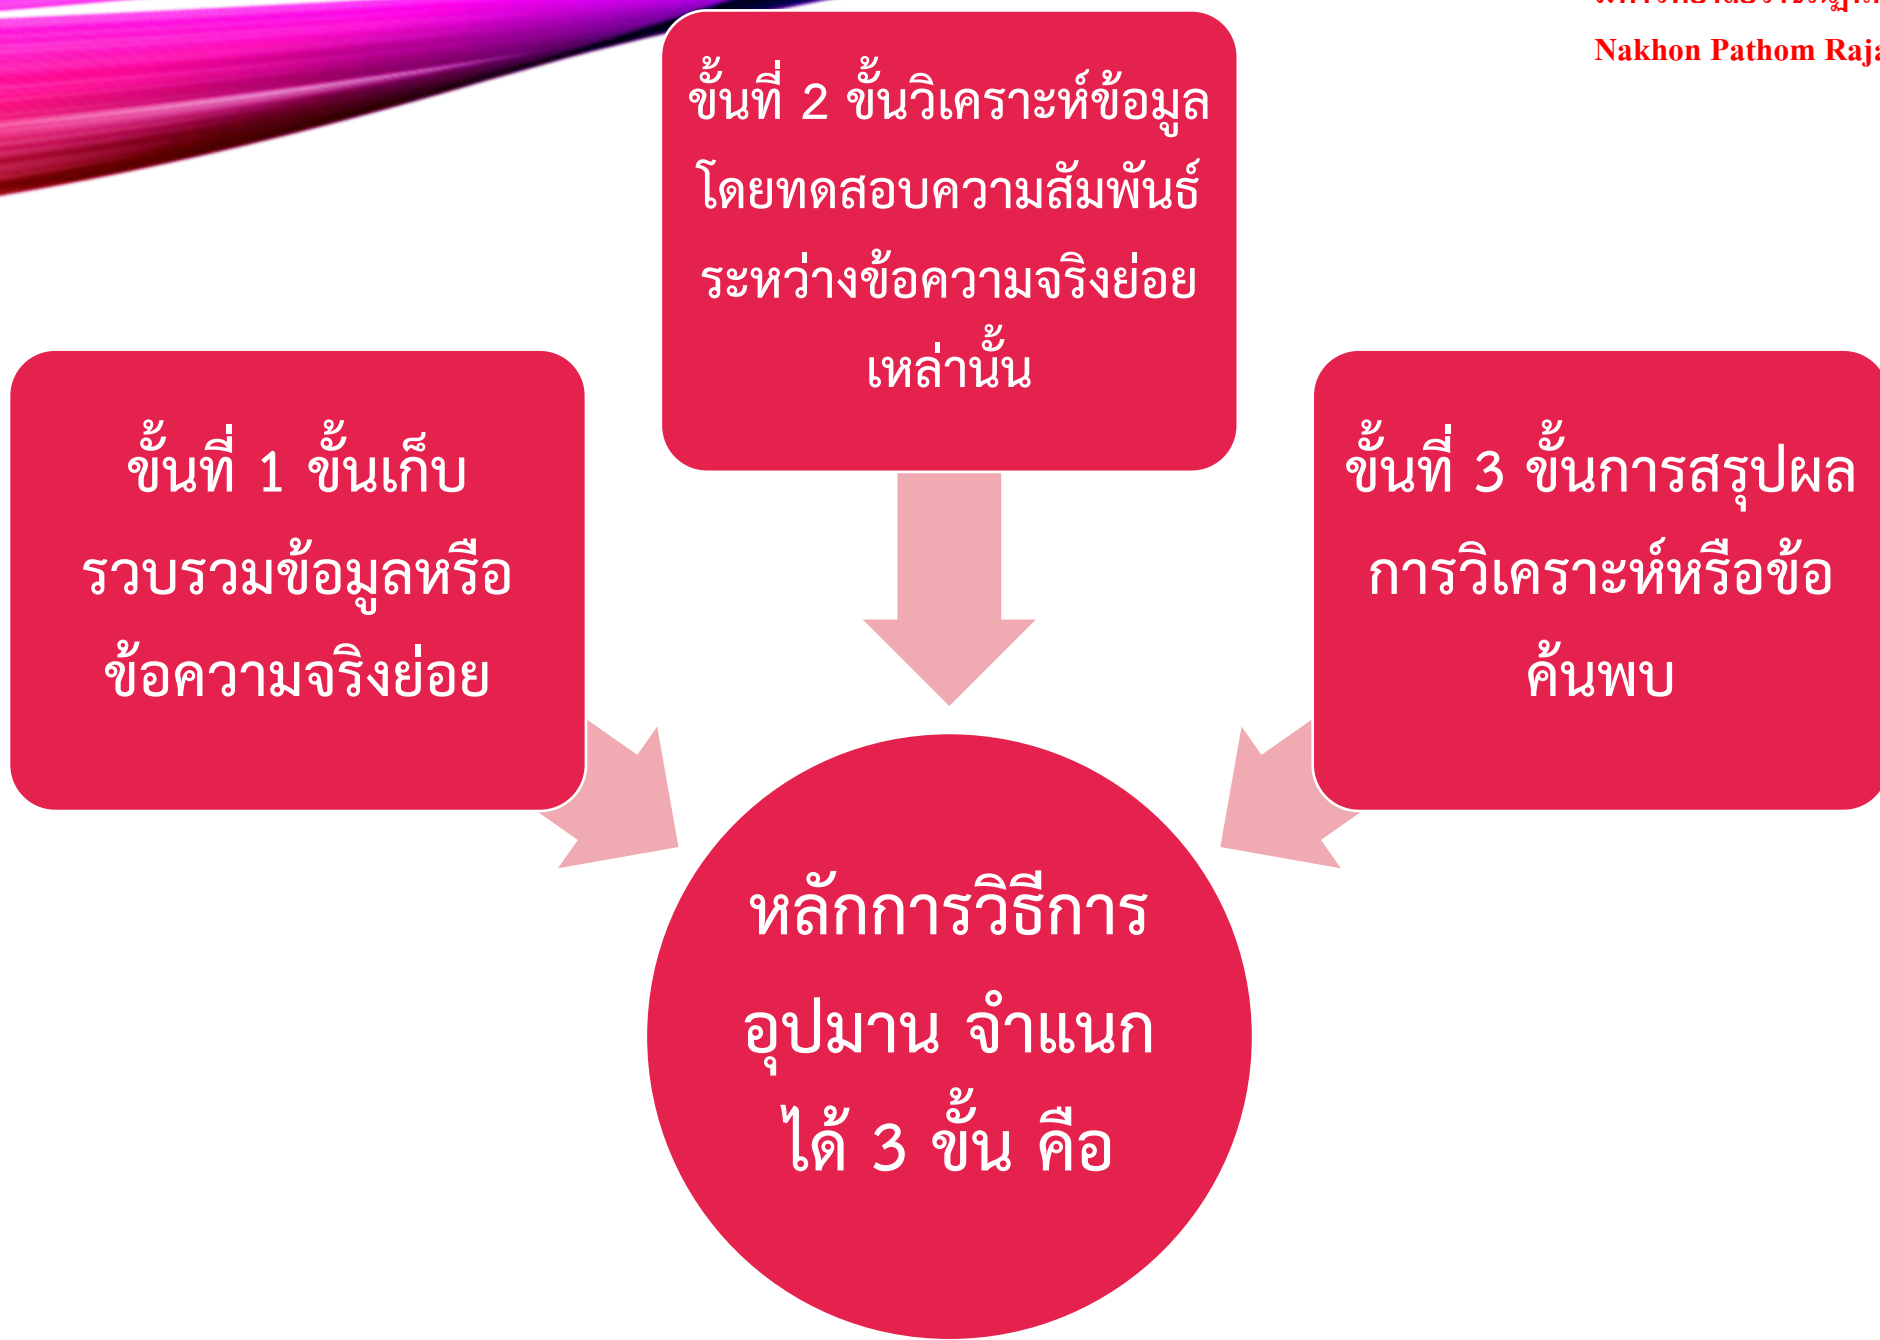 Nakhon Pathom
ขั้นที่ 2 ขั้นวิเคราะห์ข้อมูล
โดยทดสอบความสัมพันธ์
ระหว่างข้อความจริงย่อย
เหล่านั้น
ขั้นที่ 1 ขั้นเก็บ
รวบรวมข้อมูลหรือ
ข้อความจริงย่อย
ขั้นที่ 3 ขั้นการสรุปผล
การวิเคราะห์หรือข้อ
ค้นพบ
หลักการวิธีการ
อุปมาน จำแนก
ได้ 3 ขั้น คือ